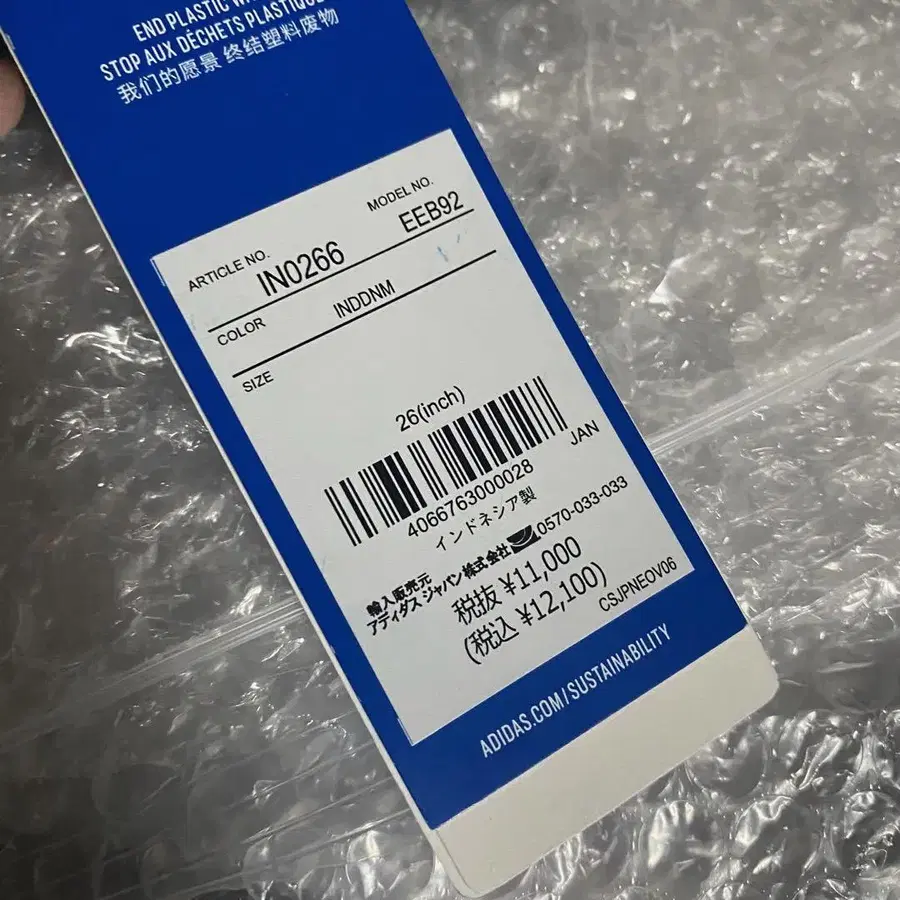 END PLASTIC
STOP AUX DÉCHETS PLASTIQUE
我们的愿景 终结塑料废物
ARTICLE NO. MODEL NO.
IN0266 EEB92
COLOR INDDNM
SIZE
26(inch)
4066763000028 JAN
インドネシア製
輸入販売元
アディダス ジャパン株式会社 0570-033-033
税抜 ¥11,000
(税込 ¥12,100)
CSJPNEOV06
ADIDAS.COM/SUSTAINABILITY